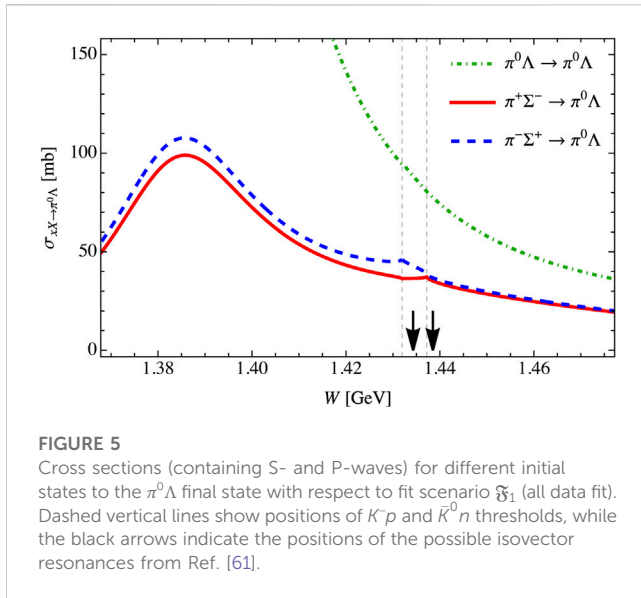 150
100
50
0
σxX→π⁰Λ [mb]
π⁰Λ → π⁰Λ
π⁺Σ⁻ → π⁰Λ
π⁻Σ⁺ → π⁰Λ
1.38 1.40 1.42 1.44 1.46
W [GeV]
FIGURE 5
Cross sections (containing S- and P-waves) for different initial
states to the π⁰Λ final state with respect to fit scenario 𝔉₁ (all data fit).
Dashed vertical lines show positions of K⁻p and K̄⁰n thresholds, while
the black arrows indicate the positions of the possible isovector
resonances from Ref. [61].